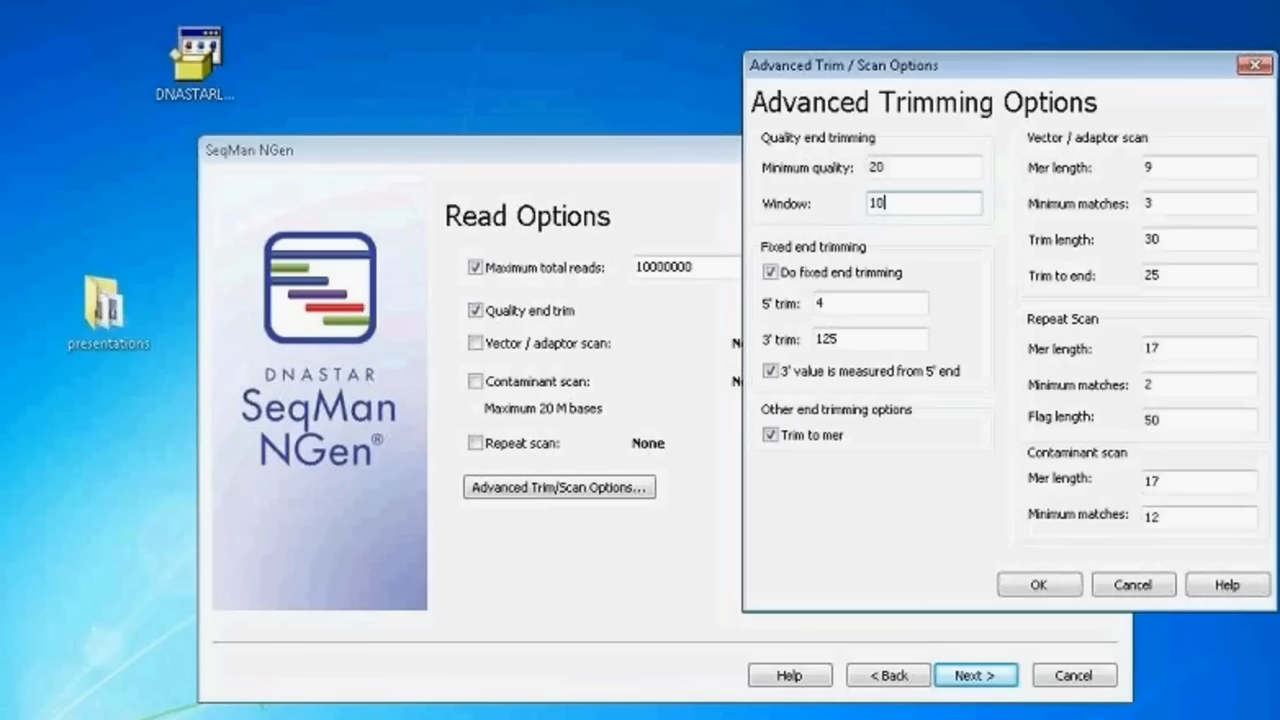 DNASTARL...
presentations
SeqMan NGen
DNASTAR
SeqMan
NGen®
Read Options
Maximum total reads: 10000000
Quality end trim
Vector / adaptor scan:
Contaminant scan:
Maximum 20 M bases
Repeat scan: None
Advanced Trim/Scan Options...
Help
< Back
Next >
Cancel
Advanced Trim / Scan Options
Advanced Trimming Options
Quality end trimming
Minimum quality: 20
Window: 10
Fixed end trimming
Do fixed end trimming
5' trim: 4
3' trim: 125
3' value is measured from 5' end
Other end trimming options
Trim to mer
Vector / adaptor scan
Mer length: 9
Minimum matches: 3
Trim length: 30
Trim to end: 25
Repeat Scan
Mer length: 17
Minimum matches: 2
Flag length: 50
Contaminant scan
Mer length: 17
Minimum matches: 12
OK
Cancel
Help